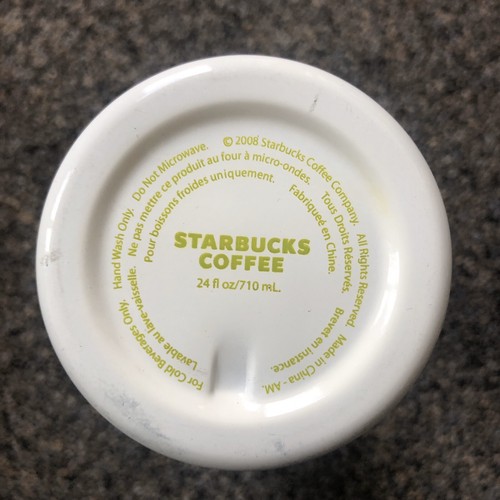 For Cold Beverages Only. Hand Wash Only. Do Not Microwave. © 2008 Starbucks Coffee Company. All Rights Reserved. Made in China - AM.
Lavable au lave-vaisselle. Ne pas mettre ce produit au four à micro-ondes. Tous Droits Réservés. Brevet en instance.
Pour boissons froides uniquement. Fabriqueé en Chine.
STARBUCKS
COFFEE
24 fl oz/710 mL.